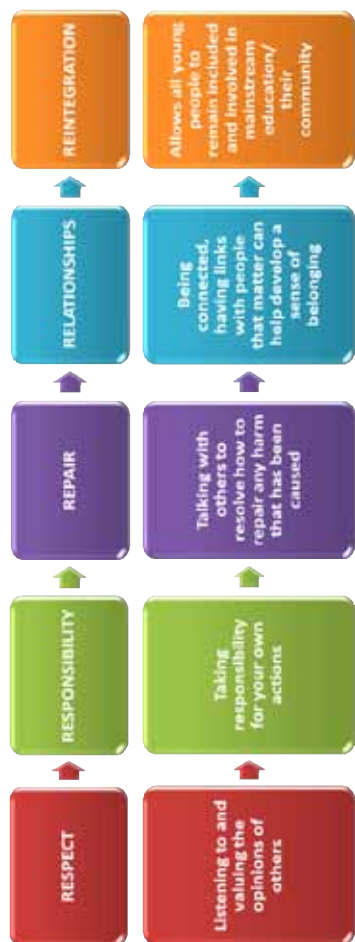 RESPECT
RESPONSIBILITY
REPAIR
RELATIONSHIPS
REINTEGRATION
Listening to and
valuing the
opinions of
others
Taking
responsibility
for your own
actions
Talking with
others to
resolve how to
repair any harm
that has been
caused
Being
connected,
having links
with people
that matter can
help develop a
sense of
belonging
Allows all young
people to
remain included
and involved in
mainstream
education/
their
community